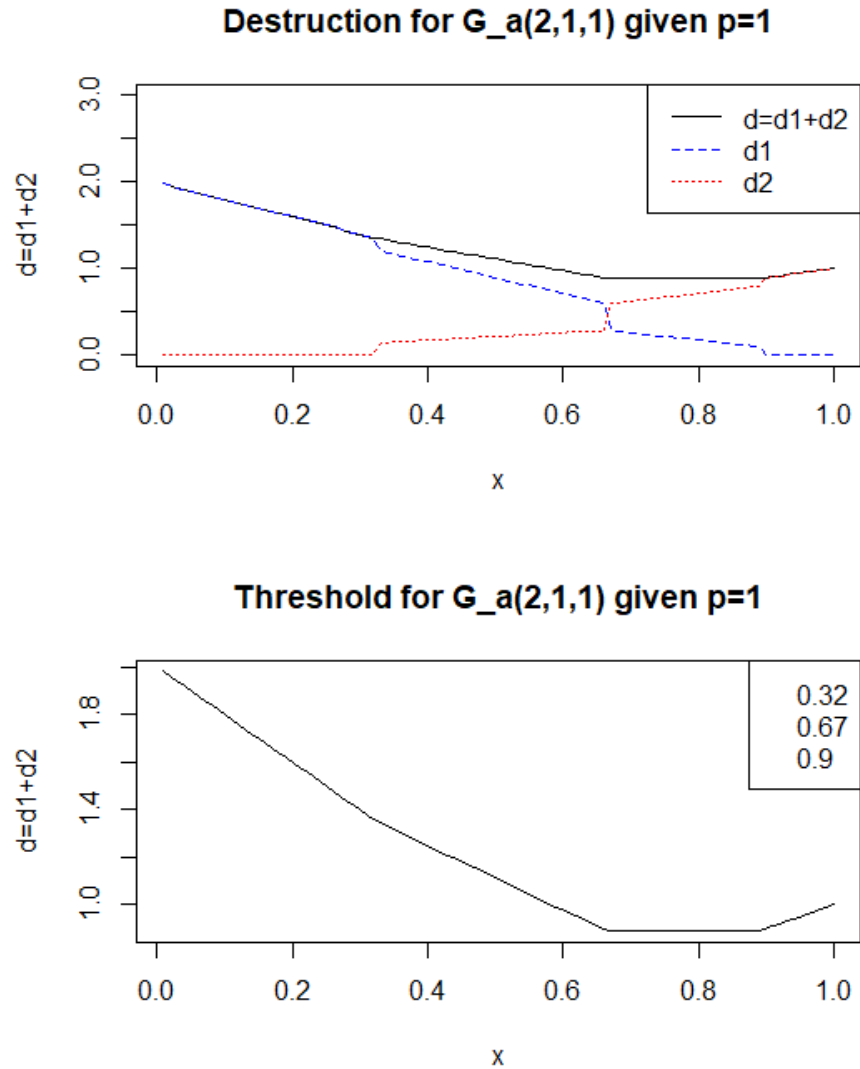 Destruction for G_a(2,1,1) given p=1
d=d1+d2
0.0 1.0 2.0 3.0
d=d1+d2
d1
d2
0.0 0.2 0.4 0.6 0.8 1.0
x
Threshold for G_a(2,1,1) given p=1
d=d1+d2
1.0 1.4 1.8
0.32
0.67
0.9
0.0 0.2 0.4 0.6 0.8 1.0
x